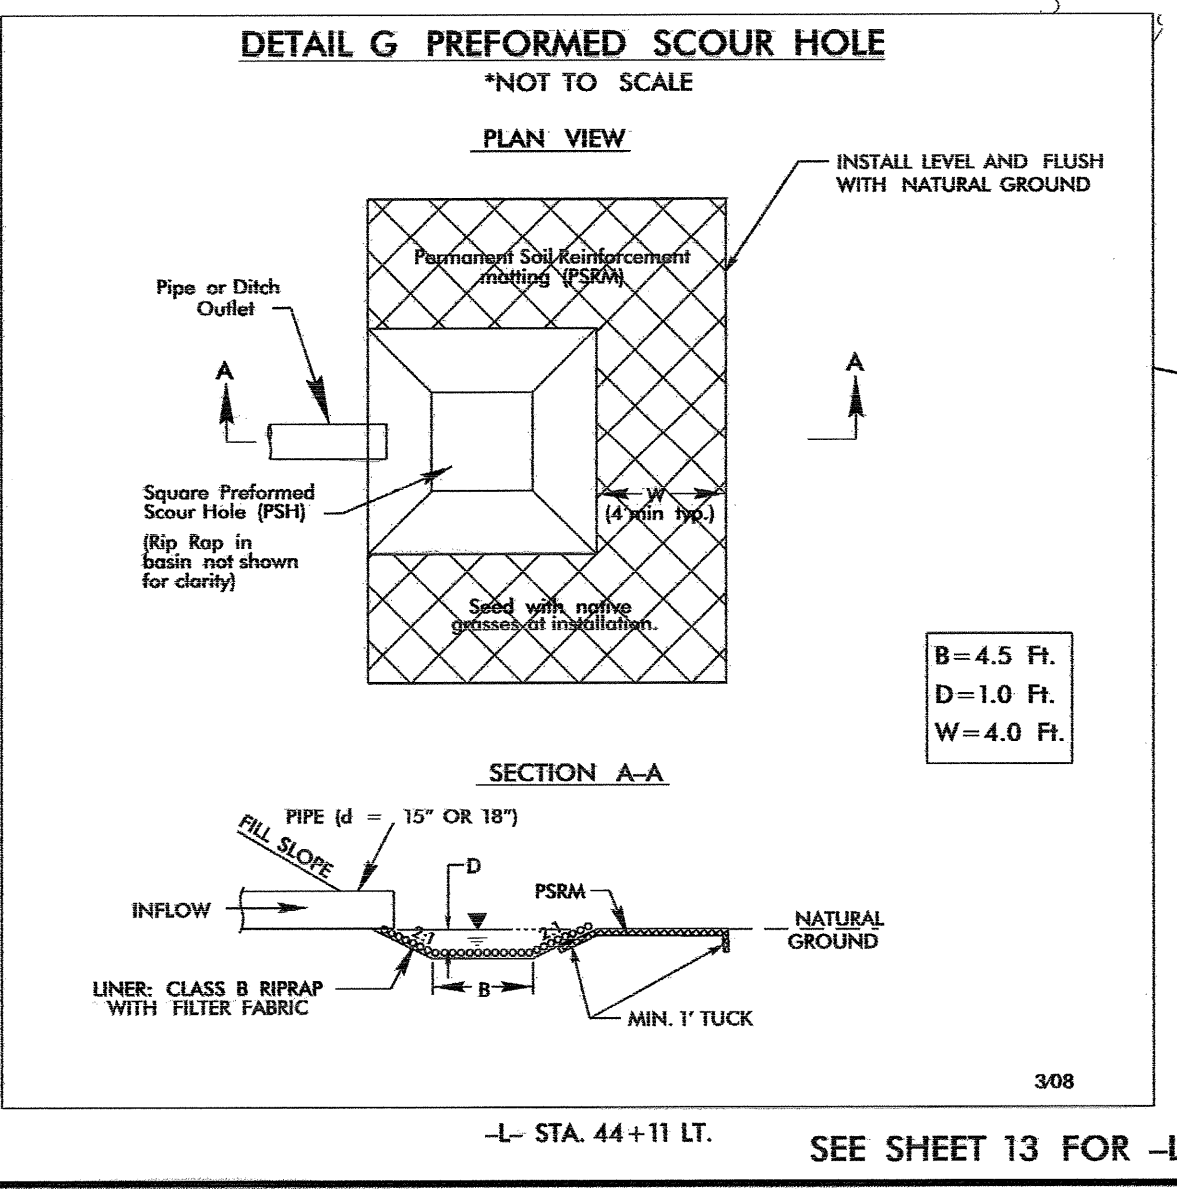 DETAIL G PREFORMED SCOUR HOLE
*NOT TO SCALE
PLAN VIEW
INSTALL LEVEL AND FLUSH
WITH NATURAL GROUND
Permanent Soil Reinforcement
matting (PSRM)
Pipe or Ditch
Outlet
A
A
Square Preformed
Scour Hole (PSH)
(Rip Rap in
basin not shown
for clarity)
W
(4' min typ.)
Seed with native
grasses at installation.
B=4.5 Ft.
D=1.0 Ft.
W=4.0 Ft.
SECTION A-A
PIPE (d = 15" OR 18")
FILL SLOPE
D
PSRM
INFLOW
2:1
2:1
NATURAL
GROUND
LINER: CLASS B RIPRAP
WITH FILTER FABRIC
B
MIN. 1' TUCK
3/08
-L- STA. 44+11 LT.
SEE SHEET 13 FOR -L